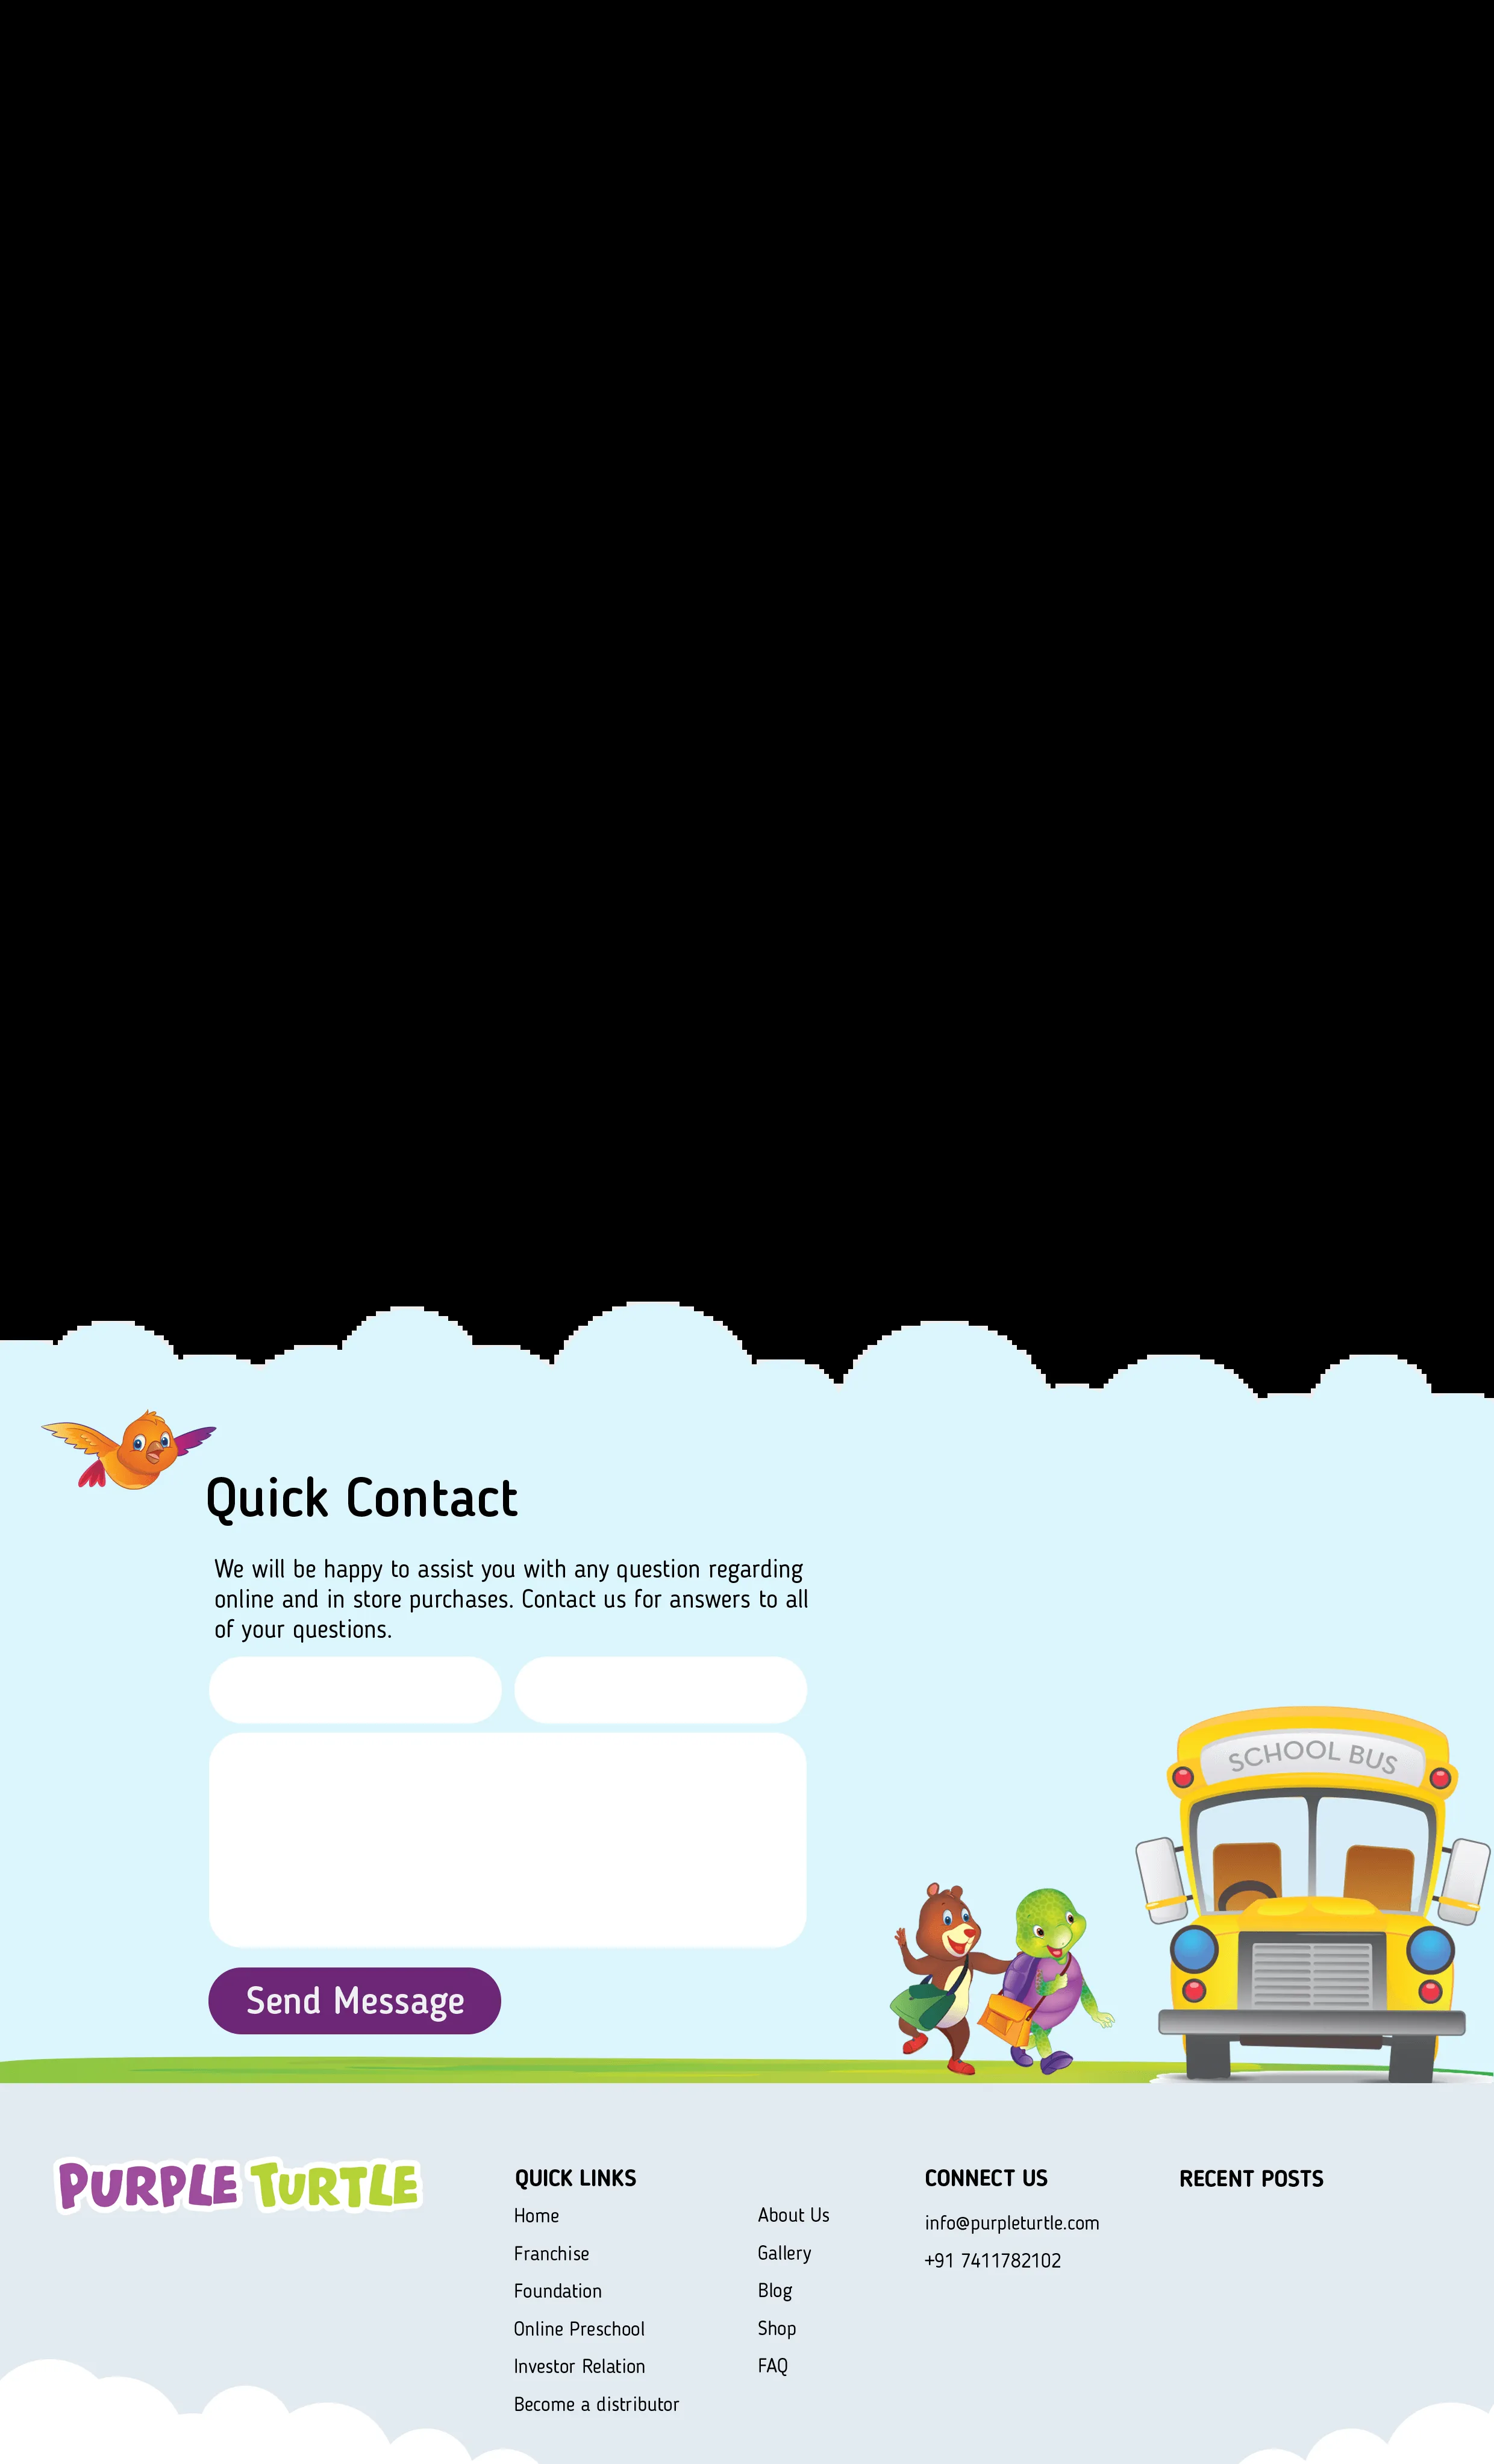 Quick Contact
We will be happy to assist you with any question regarding
online and in store purchases. Contact us for answers to all
of your questions.
SCHOOL BUS
Send Message
PURPLE TURTLE
QUICK LINKS
Home
Franchise
Foundation
Online Preschool
Investor Relation
Become a distributor
About Us
Gallery
Blog
Shop
FAQ
CONNECT US
info@purpleturtle.com
+91 7411782102
RECENT POSTS